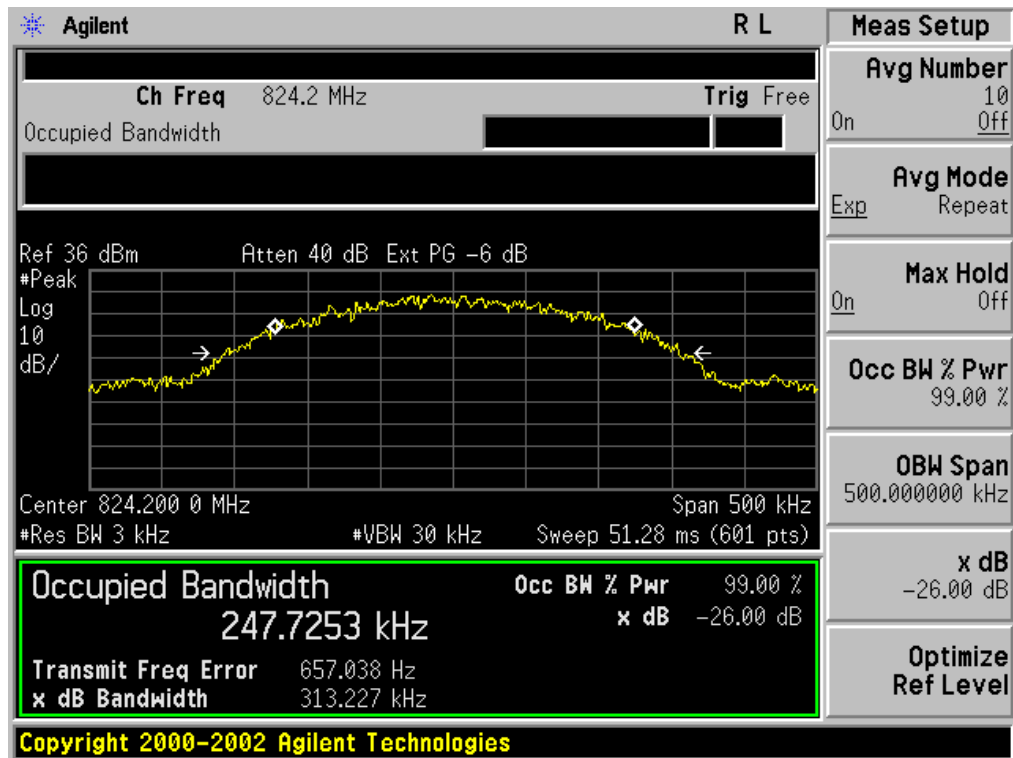 Agilent R L Meas Setup
Ch Freq 824.2 MHz Trig Free
Occupied Bandwidth
Ref 36 dBm Atten 40 dB Ext PG -6 dB
#Peak
Log
10
dB/
Center 824.200 0 MHz Span 500 kHz
#Res BW 3 kHz #VBW 30 kHz Sweep 51.28 ms (601 pts)
Occupied Bandwidth Occ BW % Pwr 99.00 %
247.7253 kHz x dB -26.00 dB
Transmit Freq Error 657.038 Hz
x dB Bandwidth 313.227 kHz
Avg Number
10
On Off
Avg Mode
Exp Repeat
Max Hold
On Off
Occ BW % Pwr
99.00 %
OBW Span
500.000000 kHz
x dB
-26.00 dB
Optimize
Ref Level
Copyright 2000-2002 Agilent Technologies